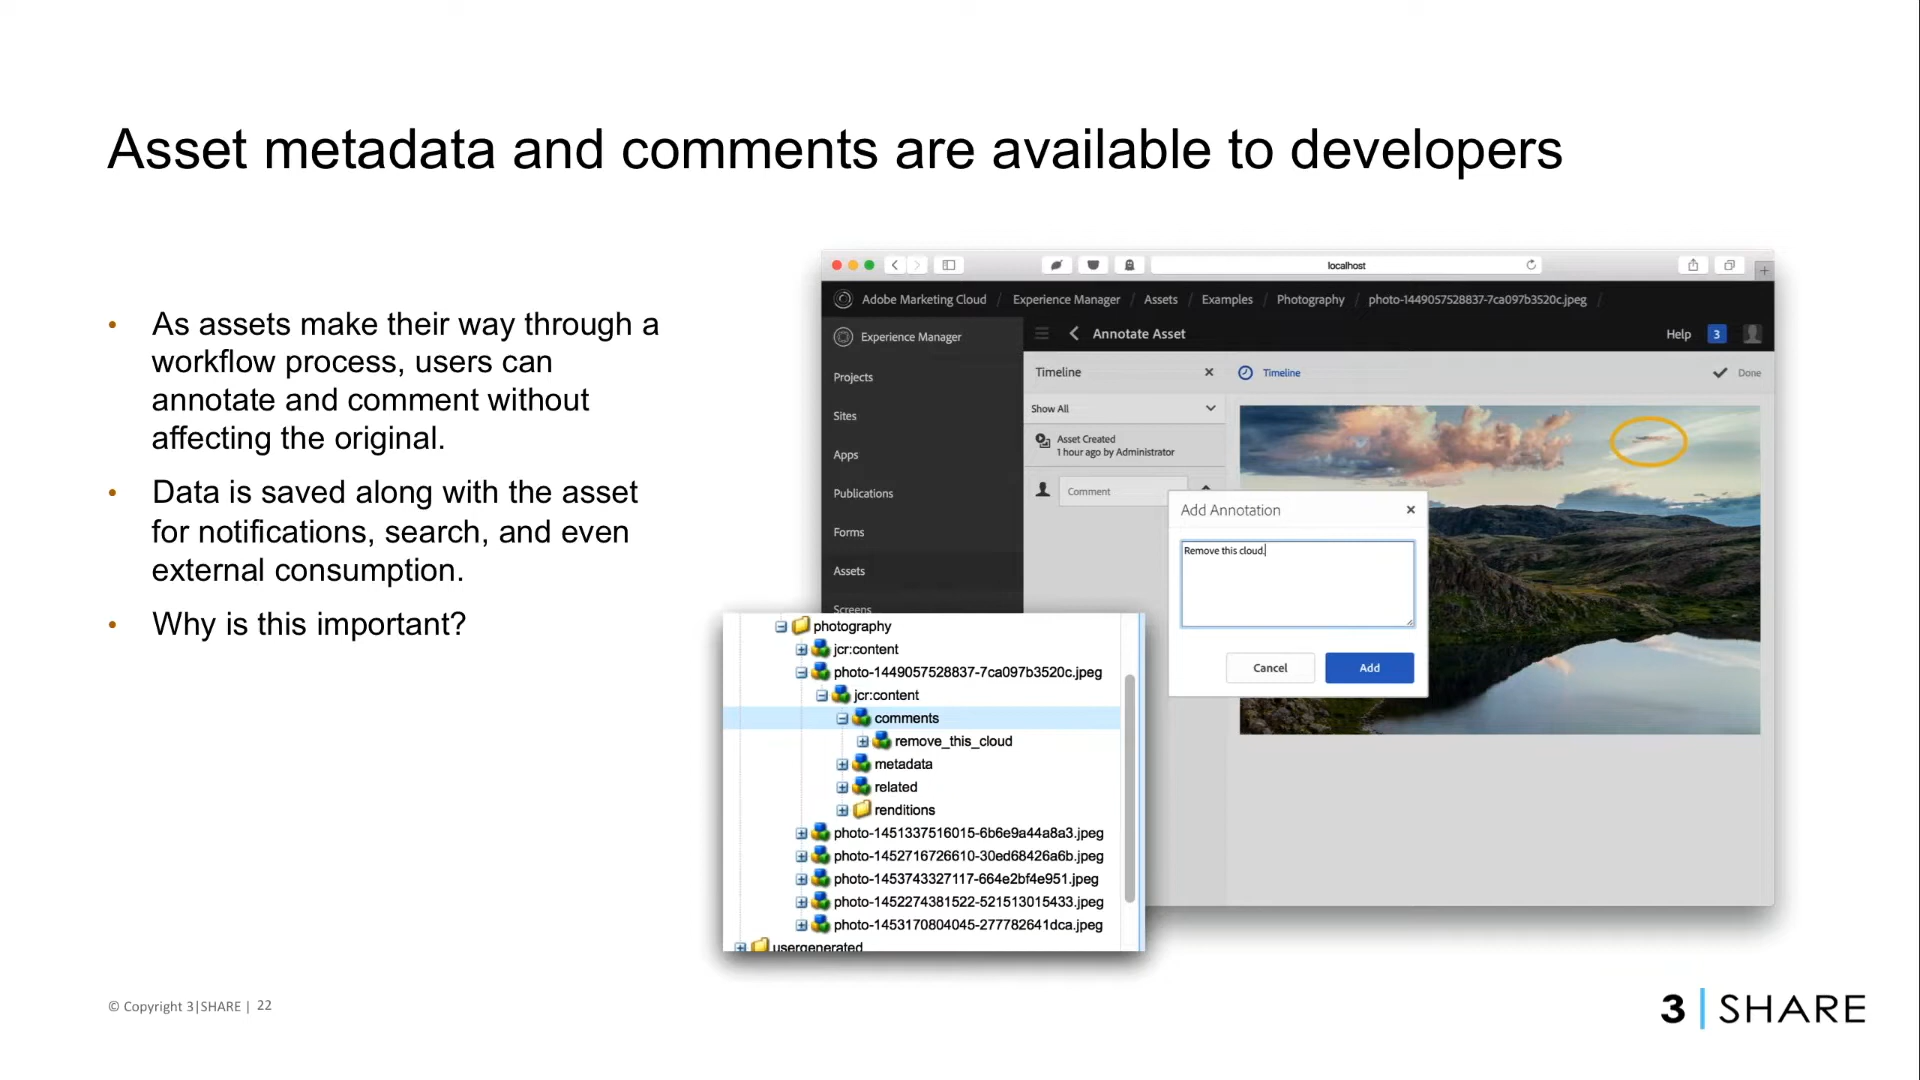 Asset metadata and comments are available to developers
• As assets make their way through a
workflow process, users can
annotate and comment without
affecting the original.
• Data is saved along with the asset
for notifications, search, and even
external consumption.
• Why is this important?
localhost
Adobe Marketing Cloud / Experience Manager / Assets / Examples / Photography / photo-1449057528837-7ca097b3520c.jpeg /
Experience Manager
Annotate Asset
Help 3
Projects
Sites
Apps
Publications
Forms
Assets
Screens
Timeline
Timeline
Done
Show All
Asset Created
1 hour ago by Administrator
Comment
Add Annotation
Remove this cloud.
Cancel
Add
photography
jcr:content
photo-1449057528837-7ca097b3520c.jpeg
jcr:content
comments
remove_this_cloud
metadata
related
renditions
photo-1451337516015-6b6e9a44a8a3.jpeg
photo-1452716726610-30ed68426a6b.jpeg
photo-1453743327117-664e2bf4e951.jpeg
photo-1452274381522-521513015433.jpeg
photo-1453170804045-277782641dca.jpeg
usergenerated
© Copyright 3|SHARE | 22
3 | SHARE